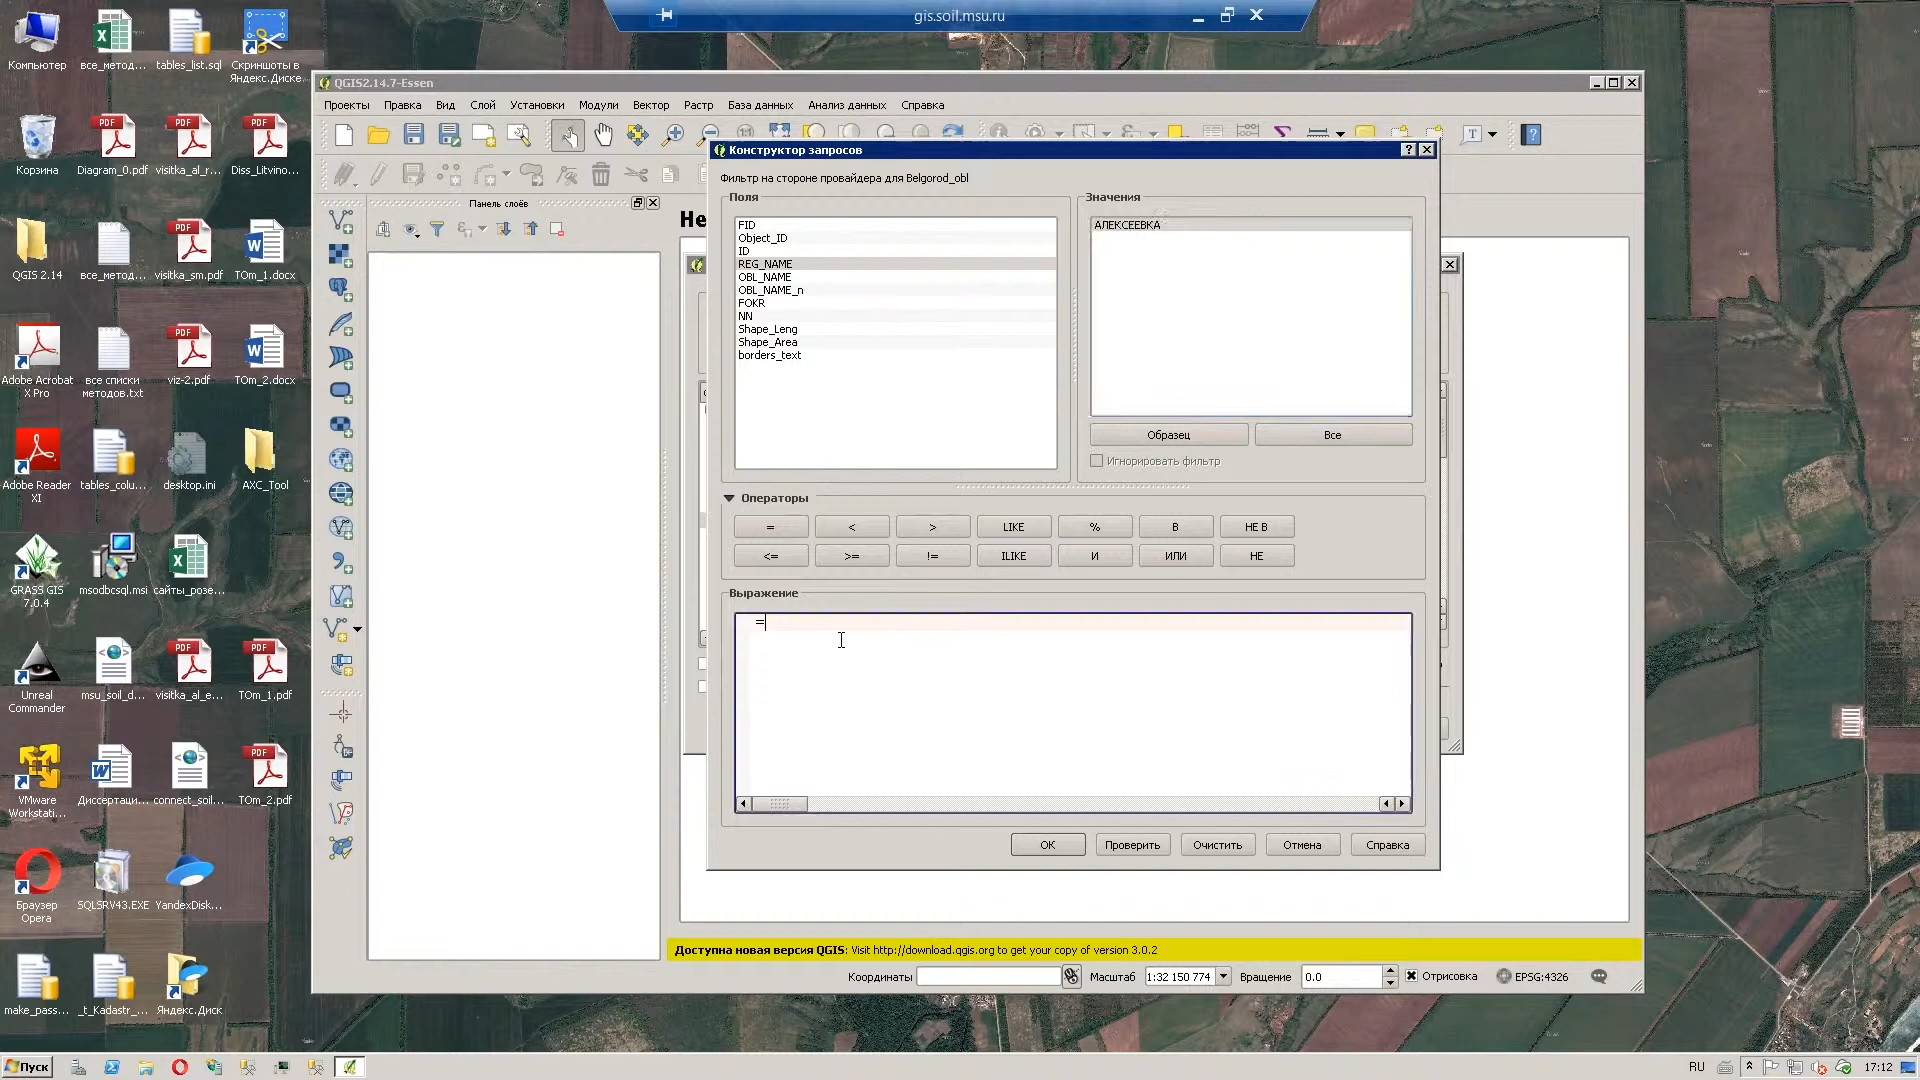 gis.soil.msu.ru
Компьютер
все_метод...
tables_list.sql
Скриншоты в
Яндекс.Диске
Корзина
Diagram_0.pdf
visitka_al_r...
Diss_Litvino...
QGIS 2.14
все_метод...
visitka_sm.pdf
TOm_1.docx
Adobe Acrobat
X Pro
все списки
методов.txt
viz-2.pdf
TOm_2.docx
Adobe Reader
XI
tables_colu...
desktop.ini
AXC_Tool
GRASS GIS
7.0.4
msodbcsql.msi
сайты_розе...
Unreal
Commander
msu_soil_d...
visitka_al_e...
TOm_1.pdf
VMware
Workstati...
Диссертаци...
connect_soil...
TOm_2.pdf
Браузер
Opera
SQLSRV43.EXE
YandexDisk...
make_pass...
_t_Kadastr_...
Яндекс.Диск
QGIS2.14.7-Essen
Проекты Правка Вид Слой Установки Модули Вектор Растр База данных Анализ данных Справка
Панель слоёв
Не
Конструктор запросов
Фильтр на стороне провайдера для Belgorod_obl
Поля
FID
Object_ID
ID
REG_NAME
OBL_NAME
OBL_NAME_n
FOKR
NN
Shape_Leng
Shape_Area
borders_text
Значения
АЛЕКСЕЕВКА
Образец Все
Игнорировать фильтр
Операторы
= < > LIKE % В НЕ В
<= >= != ILIKE И ИЛИ НЕ
Выражение
=
ОК Проверить Очистить Отмена Справка
Доступна новая версия QGIS: Visit http://download.qgis.org to get your copy of version 3.0.2
Координаты Масштаб 1:32 150 774 Вращение 0.0 Отрисовка EPSG:4326
Пуск
RU
17:12